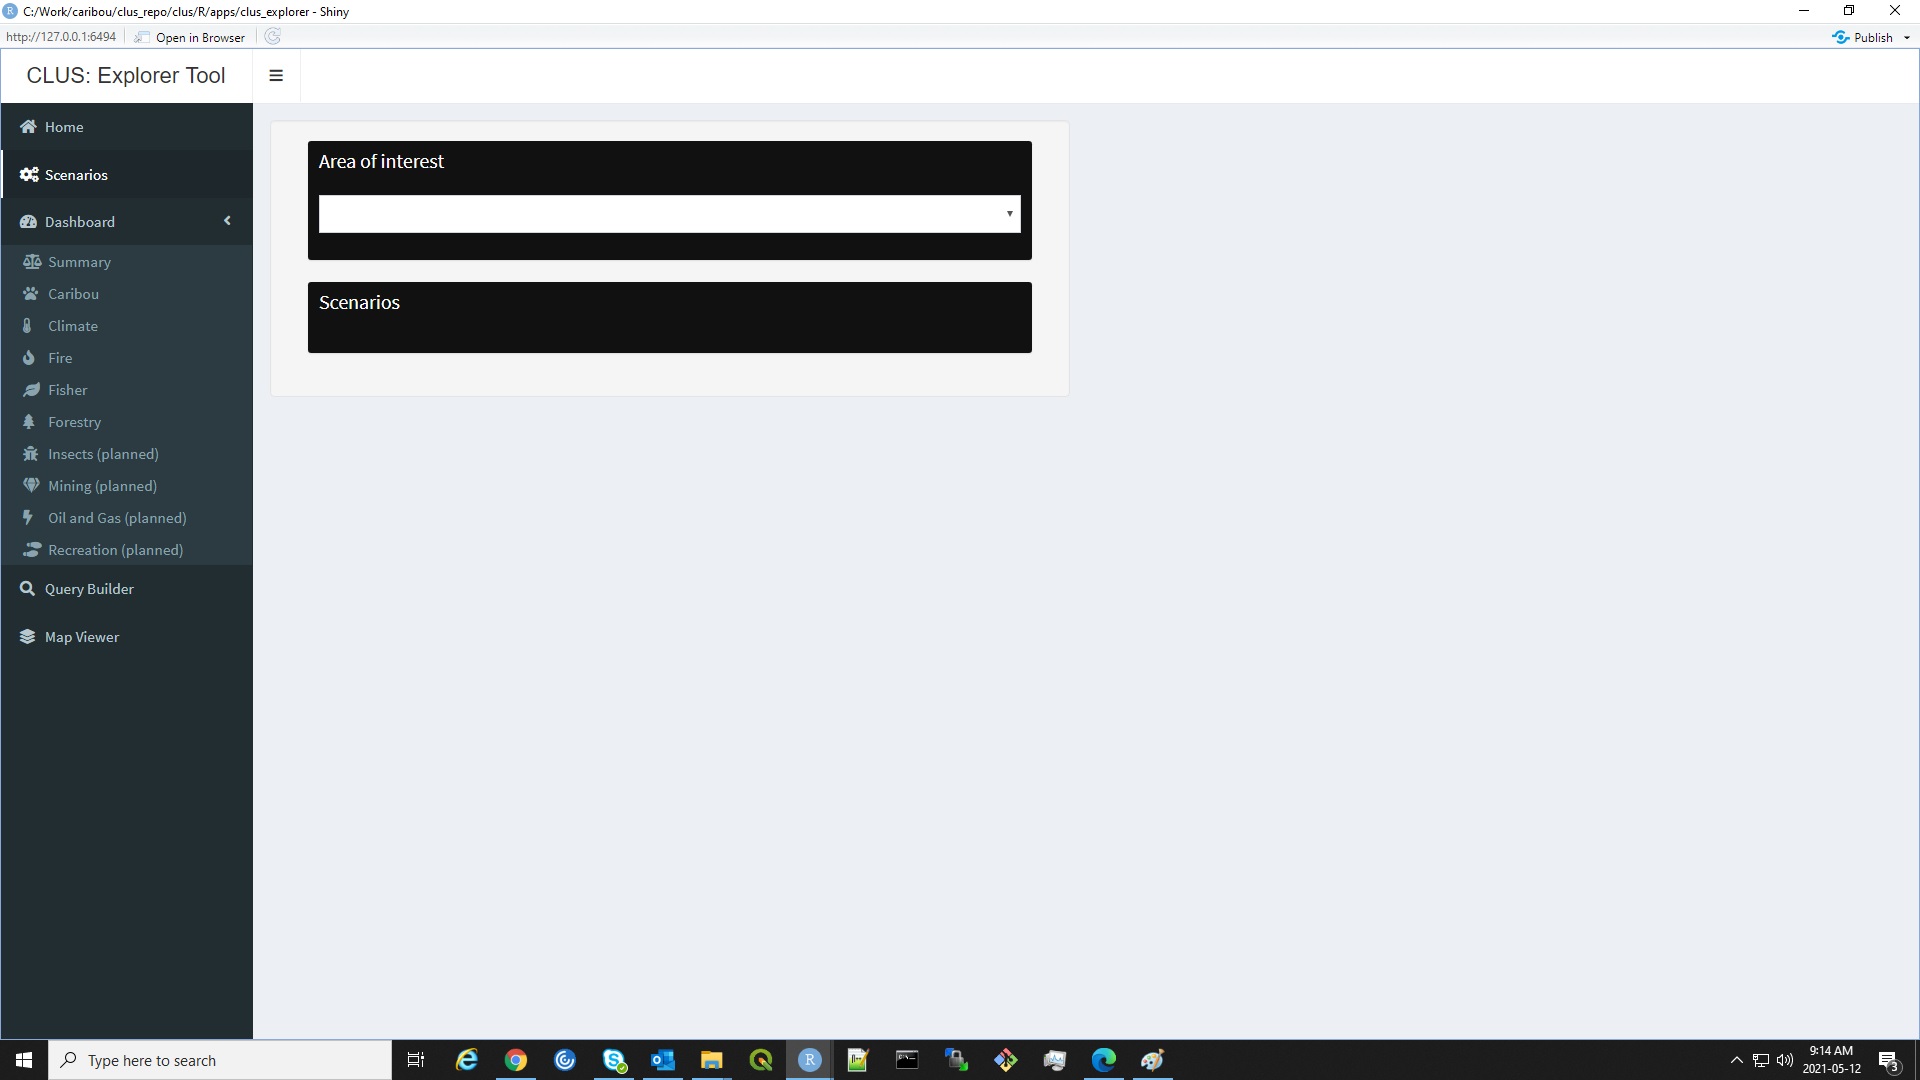 C:/Work/caribou/clus_repo/clus/R/apps/clus_explorer - Shiny
http://127.0.0.1:6494
Open in Browser
Publish
CLUS: Explorer Tool
Home
Scenarios
Dashboard
Summary
Caribou
Climate
Fire
Fisher
Forestry
Insects (planned)
Mining (planned)
Oil and Gas (planned)
Recreation (planned)
Query Builder
Map Viewer
Area of interest
Scenarios
Type here to search
9:14 AM
2021-05-12
3